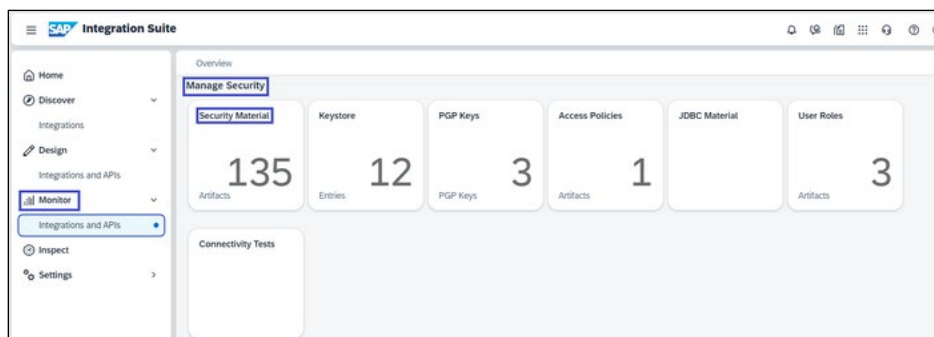 SAP Integration Suite
Home
Discover
Integrations
Design
Integrations and APIs
Monitor
Integrations and APIs
Inspect
Settings
Overview
Manage Security
Security Material
135
Artifacts
Keystore
12
Entries
PGP Keys
3
PGP Keys
Access Policies
1
Artifacts
JDBC Material
User Roles
3
Artifacts
Connectivity Tests